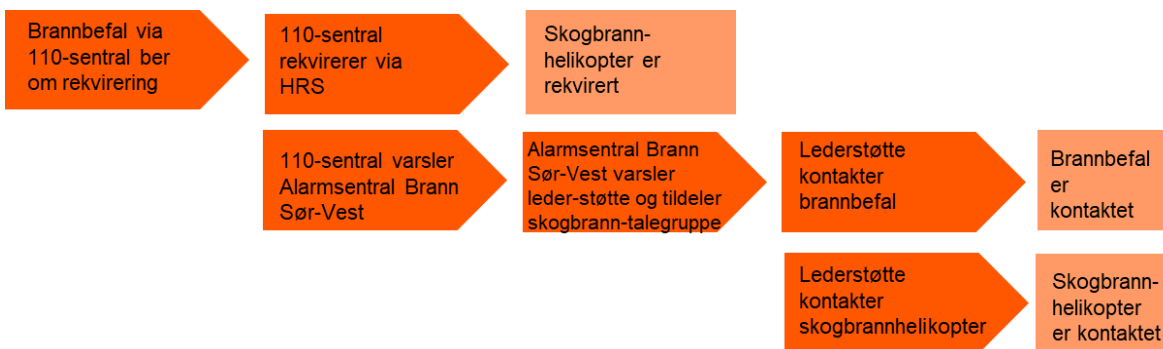 Brannbefal via
110-sentral ber
om rekvirering
110-sentral
rekvirerer via
HRS
Skogbrann-
helikopter er
rekvirert
110-sentral varsler
Alarmsentral Brann
Sør-Vest
Alarmsentral Brann
Sør-Vest varsler
leder-støtte og tildeler
skogbrann-talegruppe
Lederstøtte
kontakter
brannbefal
Brannbefal
er
kontaktet
Lederstøtte
kontakter
skogbrannhelikopter
Skogbrann-
helikopter
er kontaktet